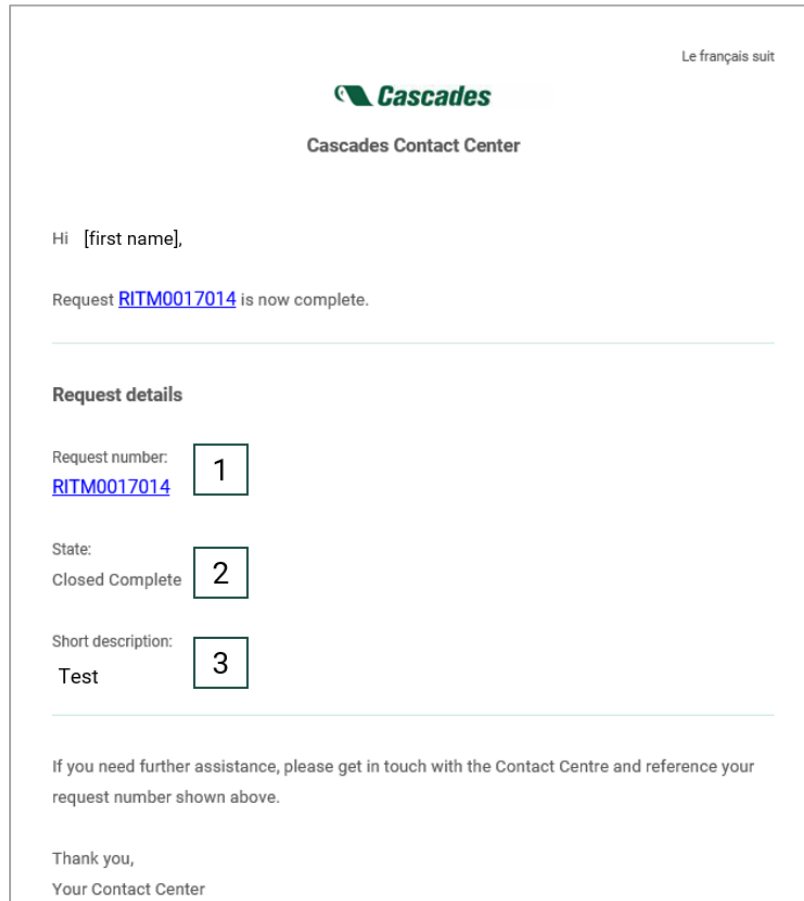 Le français suit
Cascades
Cascades Contact Center
Hi [first name],
Request RITM0017014 is now complete.
Request details
Request number:
RITM0017014
1
State:
Closed Complete
2
Short description:
Test
3
If you need further assistance, please get in touch with the Contact Centre and reference your
request number shown above.
Thank you,
Your Contact Center